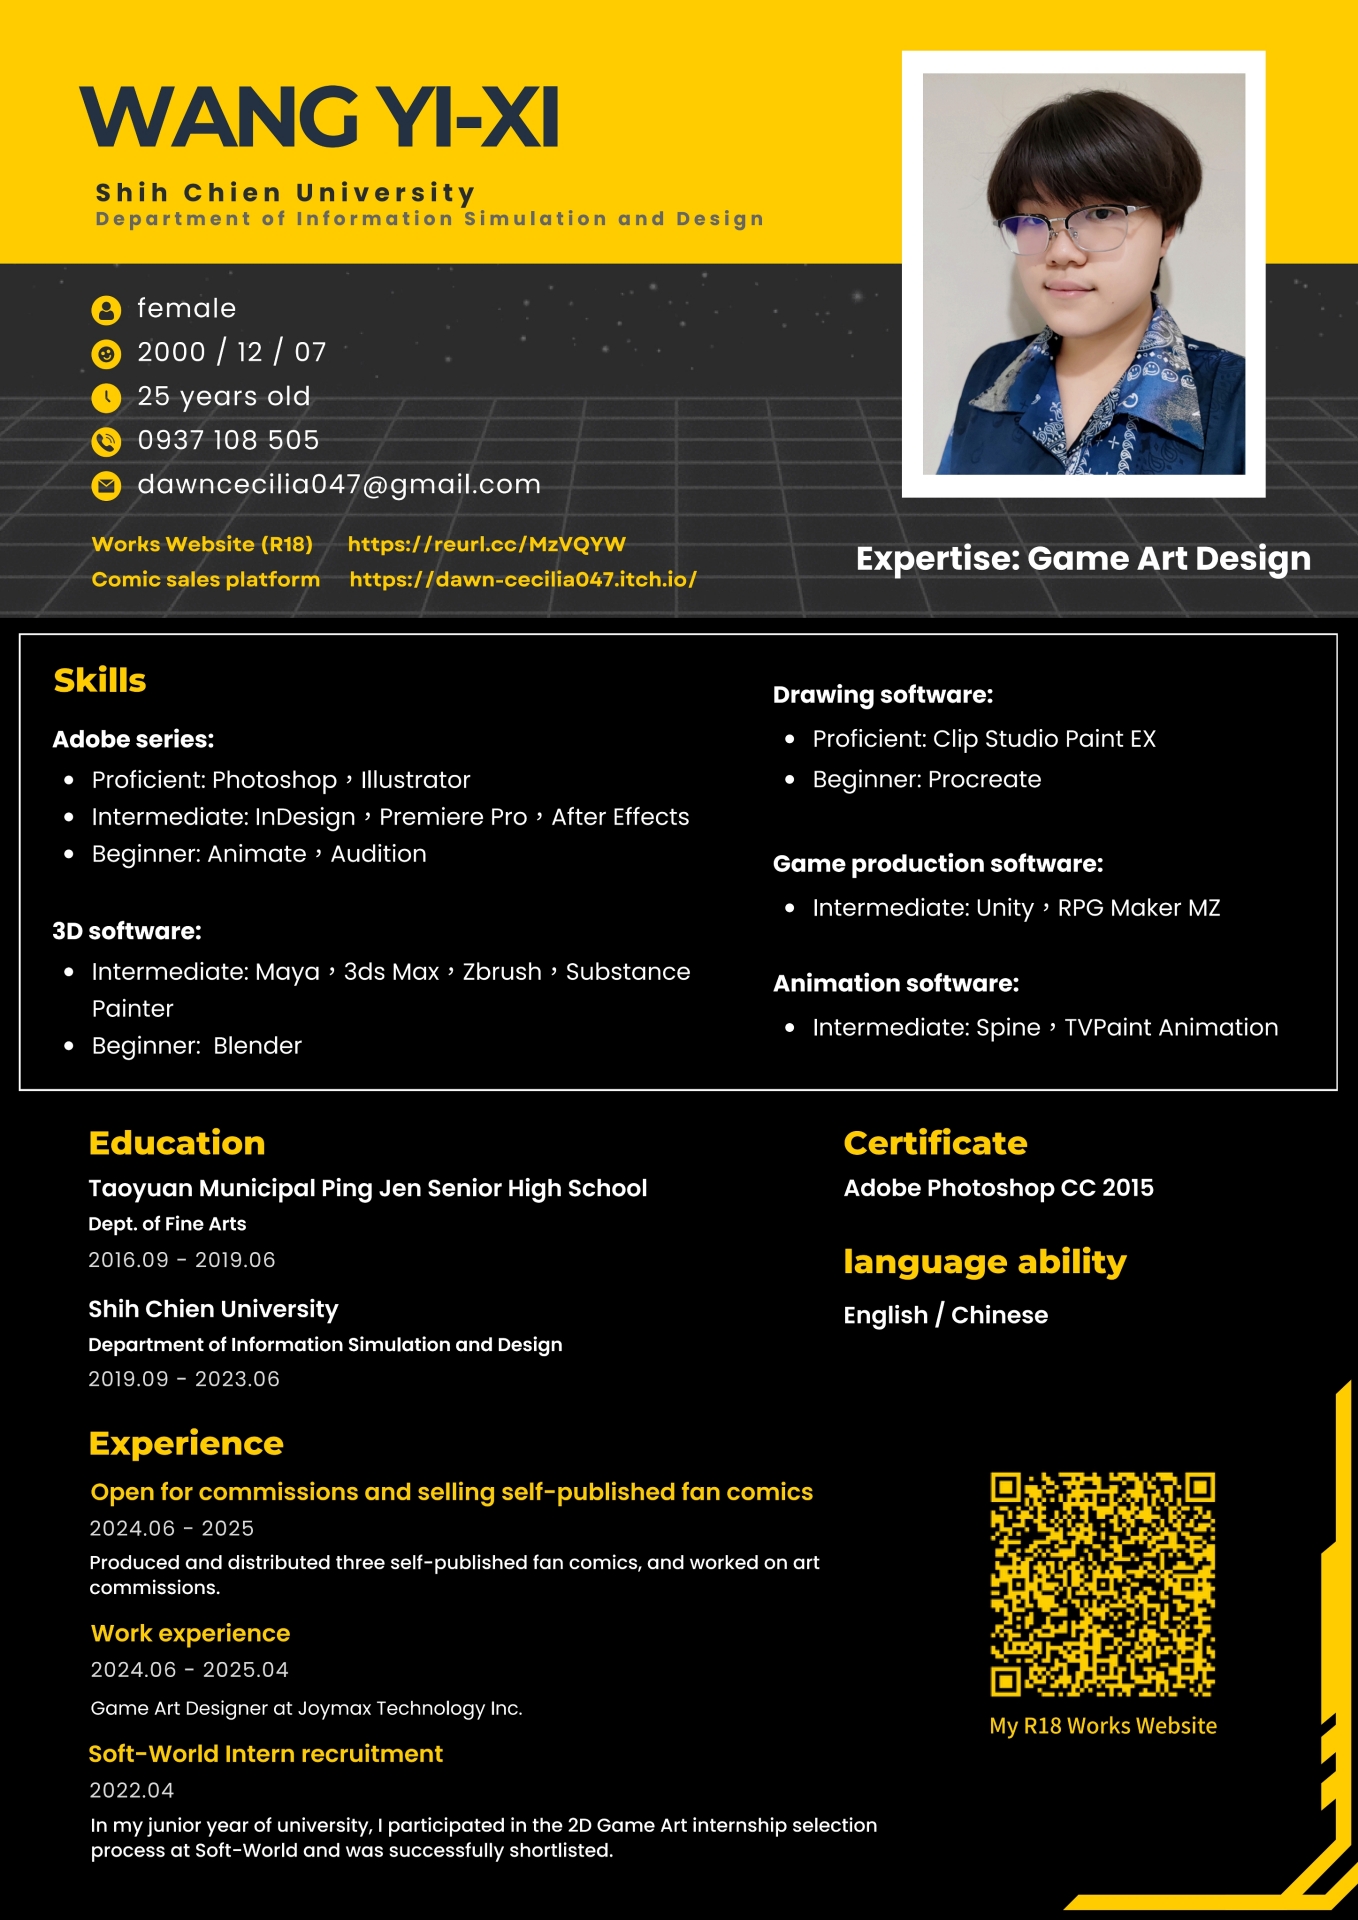 WANG YI-XI
Shih Chien University
Department of Information Simulation and Design
female
2000 / 12 / 07
25 years old
0937 108 505
dawncecilia047@gmail.com
Works Website (R18) https://reurl.cc/MzVQYW
Comic sales platform https://dawn-cecilia047.itch.io/
Expertise: Game Art Design
Skills
Adobe series:
• Proficient: Photoshop，Illustrator
• Intermediate: InDesign，Premiere Pro，After Effects
• Beginner: Animate，Audition
3D software:
• Intermediate: Maya，3ds Max，Zbrush，Substance
Painter
• Beginner: Blender
Drawing software:
• Proficient: Clip Studio Paint EX
• Beginner: Procreate
Game production software:
• Intermediate: Unity，RPG Maker MZ
Animation software:
• Intermediate: Spine，TVPaint Animation
Education
Taoyuan Municipal Ping Jen Senior High School
Dept. of Fine Arts
2016.09 - 2019.06
Shih Chien University
Department of Information Simulation and Design
2019.09 - 2023.06
Certificate
Adobe Photoshop CC 2015
language ability
English / Chinese
Experience
Open for commissions and selling self-published fan comics
2024.06 - 2025
Produced and distributed three self-published fan comics, and worked on art
commissions.
Work experience
2024.06 - 2025.04
Game Art Designer at Joymax Technology Inc.
Soft-World Intern recruitment
2022.04
In my junior year of university, I participated in the 2D Game Art internship selection
process at Soft-World and was successfully shortlisted.
My R18 Works Website